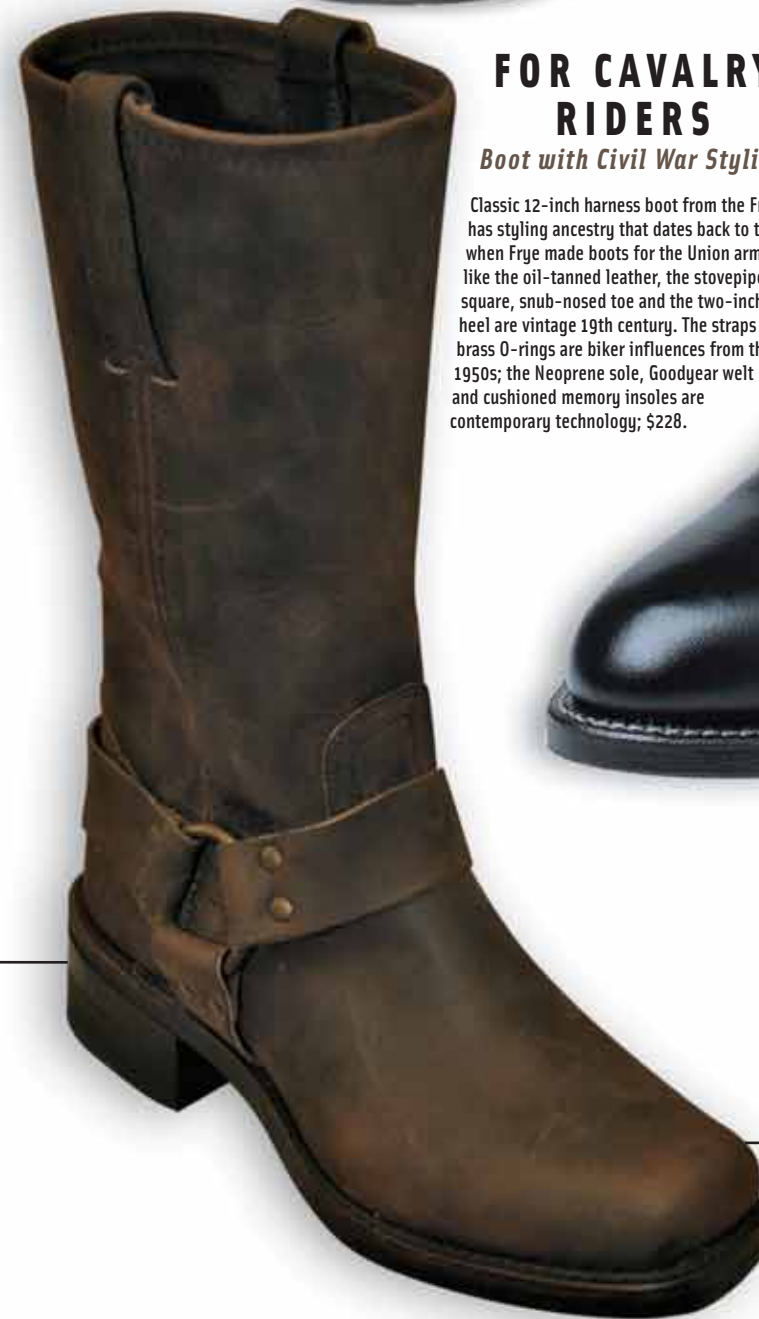 FOR CAVALRY
RIDERS
Boot with Civil War
Classic 12-inch harness boot from the
has styling ancestry that dates back to
when Frye made boots for the Union
like the oil-tanned leather, the stovepipe
square, snub-nosed toe and the two-inch
heel are vintage 19th century. The straps
brass O-rings are biker influences from
1950s; the Neoprene sole, Goodyear welt
and cushioned memory insoles are
contemporary technology; $228.